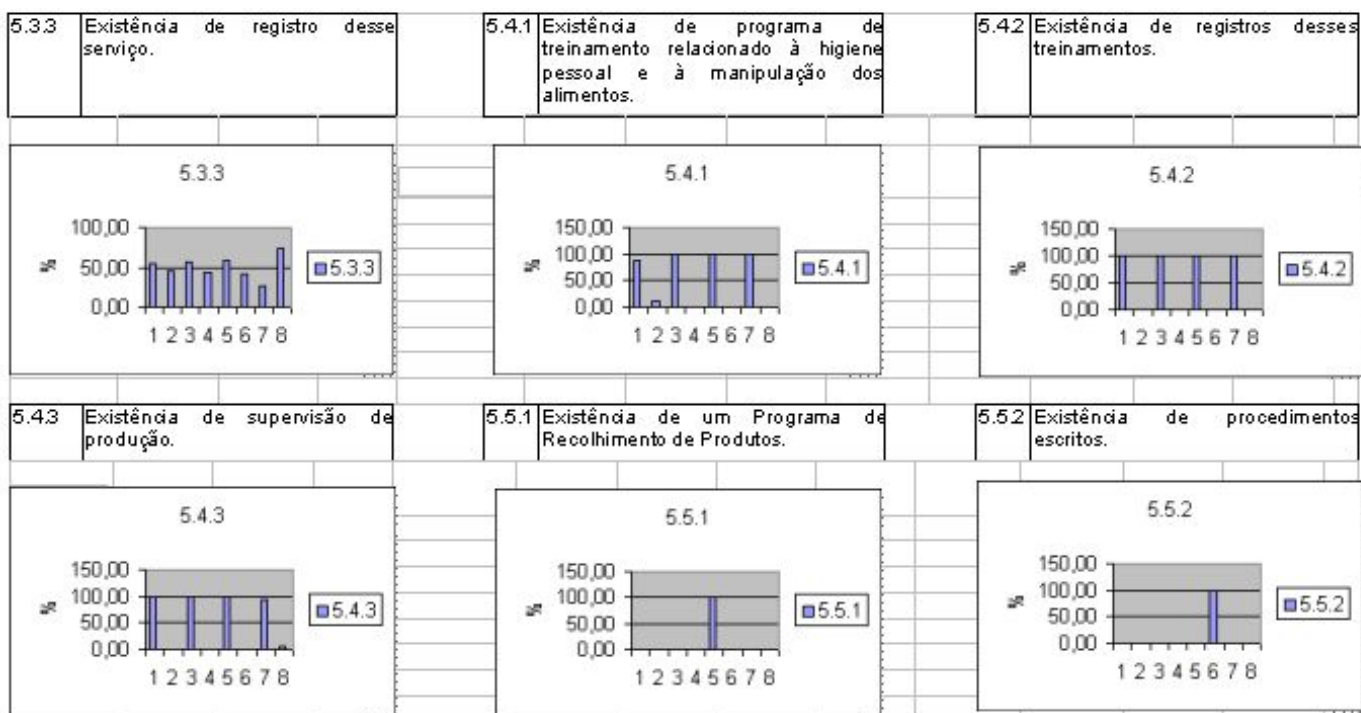 5.3.3 Existência de registro desse
serviço.
5.4.1 Existência de programa de
treinamento relacionado à higiene
pessoal e à manipulação dos
alimentos.
5.4.2 Existência de registros desses
treinamentos.
5.3.3
100,00
50,00
0,00
%
1 2 3 4 5 6 7 8
5.3.3
5.4.1
150,00
100,00
50,00
0,00
%
1 2 3 4 5 6 7 8
5.4.1
5.4.2
150,00
100,00
50,00
0,00
%
1 2 3 4 5 6 7 8
5.4.2
5.4.3 Existência de supervisão de
produção.
5.5.1 Existência de um Programa de
Recolhimento de Produtos.
5.5.2 Existência de procedimentos
escritos.
5.4.3
150,00
100,00
50,00
0,00
%
1 2 3 4 5 6 7 8
5.4.3
5.5.1
150,00
100,00
50,00
0,00
%
1 2 3 4 5 6 7 8
5.5.1
5.5.2
150,00
100,00
50,00
0,00
%
1 2 3 4 5 6 7 8
5.5.2